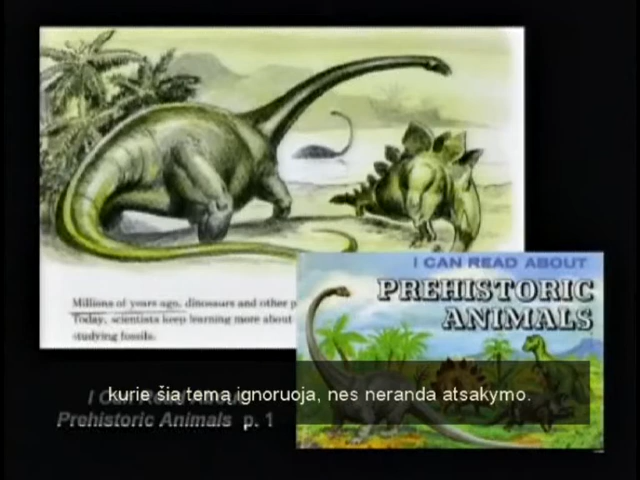 Millions of years ago, dinosaurs and other p
Today, scientists keep learning more about
studying fossils.
I CAN READ ABOUT
PREHISTORIC
ANIMALS
kurie šią temą ignoruoja, nes neranda atsakymo.
Prehistoric Animals p. 1